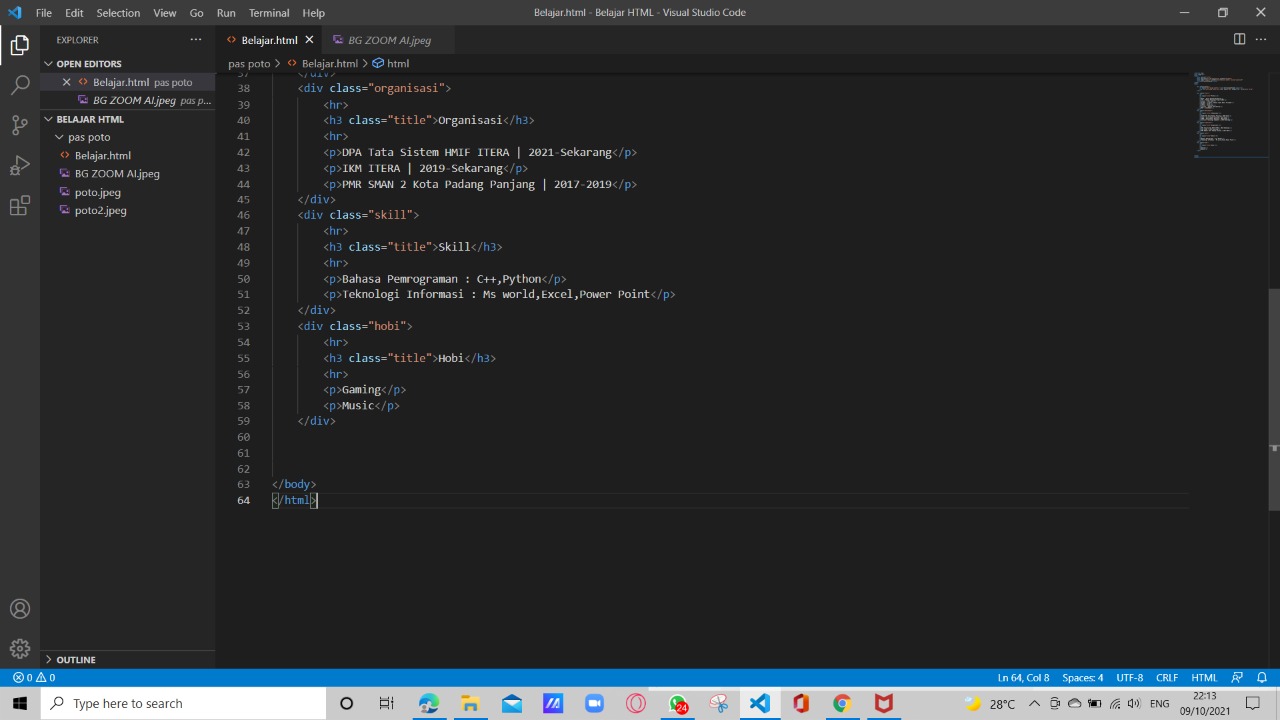 File Edit Selection View Go Run Terminal Help
Belajar.html - Belajar HTML - Visual Studio Code
EXPLORER
OPEN EDITORS
Belajar.html pas poto
BG ZOOM AI.jpeg pas p...
BELAJAR HTML
pas poto
Belajar.html
BG ZOOM AI.jpeg
poto.jpeg
poto2.jpeg
OUTLINE
Belajar.html
BG ZOOM AI.jpeg
pas poto > Belajar.html > html
37 </div>
38 <div class="organisasi">
39 <hr>
40 <h3 class="title">Organisasi</h3>
41 <hr>
42 <p>DPA Tata Sistem HMIF ITERA | 2021-Sekarang</p>
43 <p>IKM ITERA | 2019-Sekarang</p>
44 <p>PMR SMAN 2 Kota Padang Panjang | 2017-2019</p>
45 </div>
46 <div class="skill">
47 <hr>
48 <h3 class="title">Skill</h3>
49 <hr>
50 <p>Bahasa Pemrograman : C++,Python</p>
51 <p>Teknologi Informasi : Ms world,Excel,Power Point</p>
52 </div>
53 <div class="hobi">
54 <hr>
55 <h3 class="title">Hobi</h3>
56 <hr>
57 <p>Gaming</p>
58 <p>Music</p>
59 </div>
60
61
62
63 </body>
64 </html>
0 0
Ln 64, Col 8 Spaces: 4 UTF-8 CRLF HTML
Type here to search
24
28°C
ENG
22:13
09/10/2021